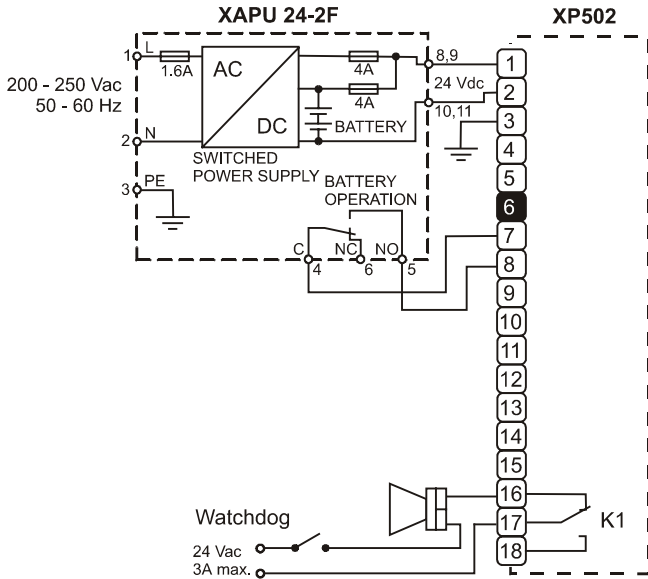 XAPU 24-2F
XP502
1 L
1.6A
AC
DC
4A
4A
8,9
24 Vdc
10,11
200 - 250 Vac
50 - 60 Hz
BATTERY
2 N
SWITCHED
POWER SUPPLY
3 PE
BATTERY
OPERATION
C NC NO
4 6 5
1
2
3
4
5
6
7
8
9
10
11
12
13
14
15
16
17
18
K1
Watchdog
24 Vac
3A max.